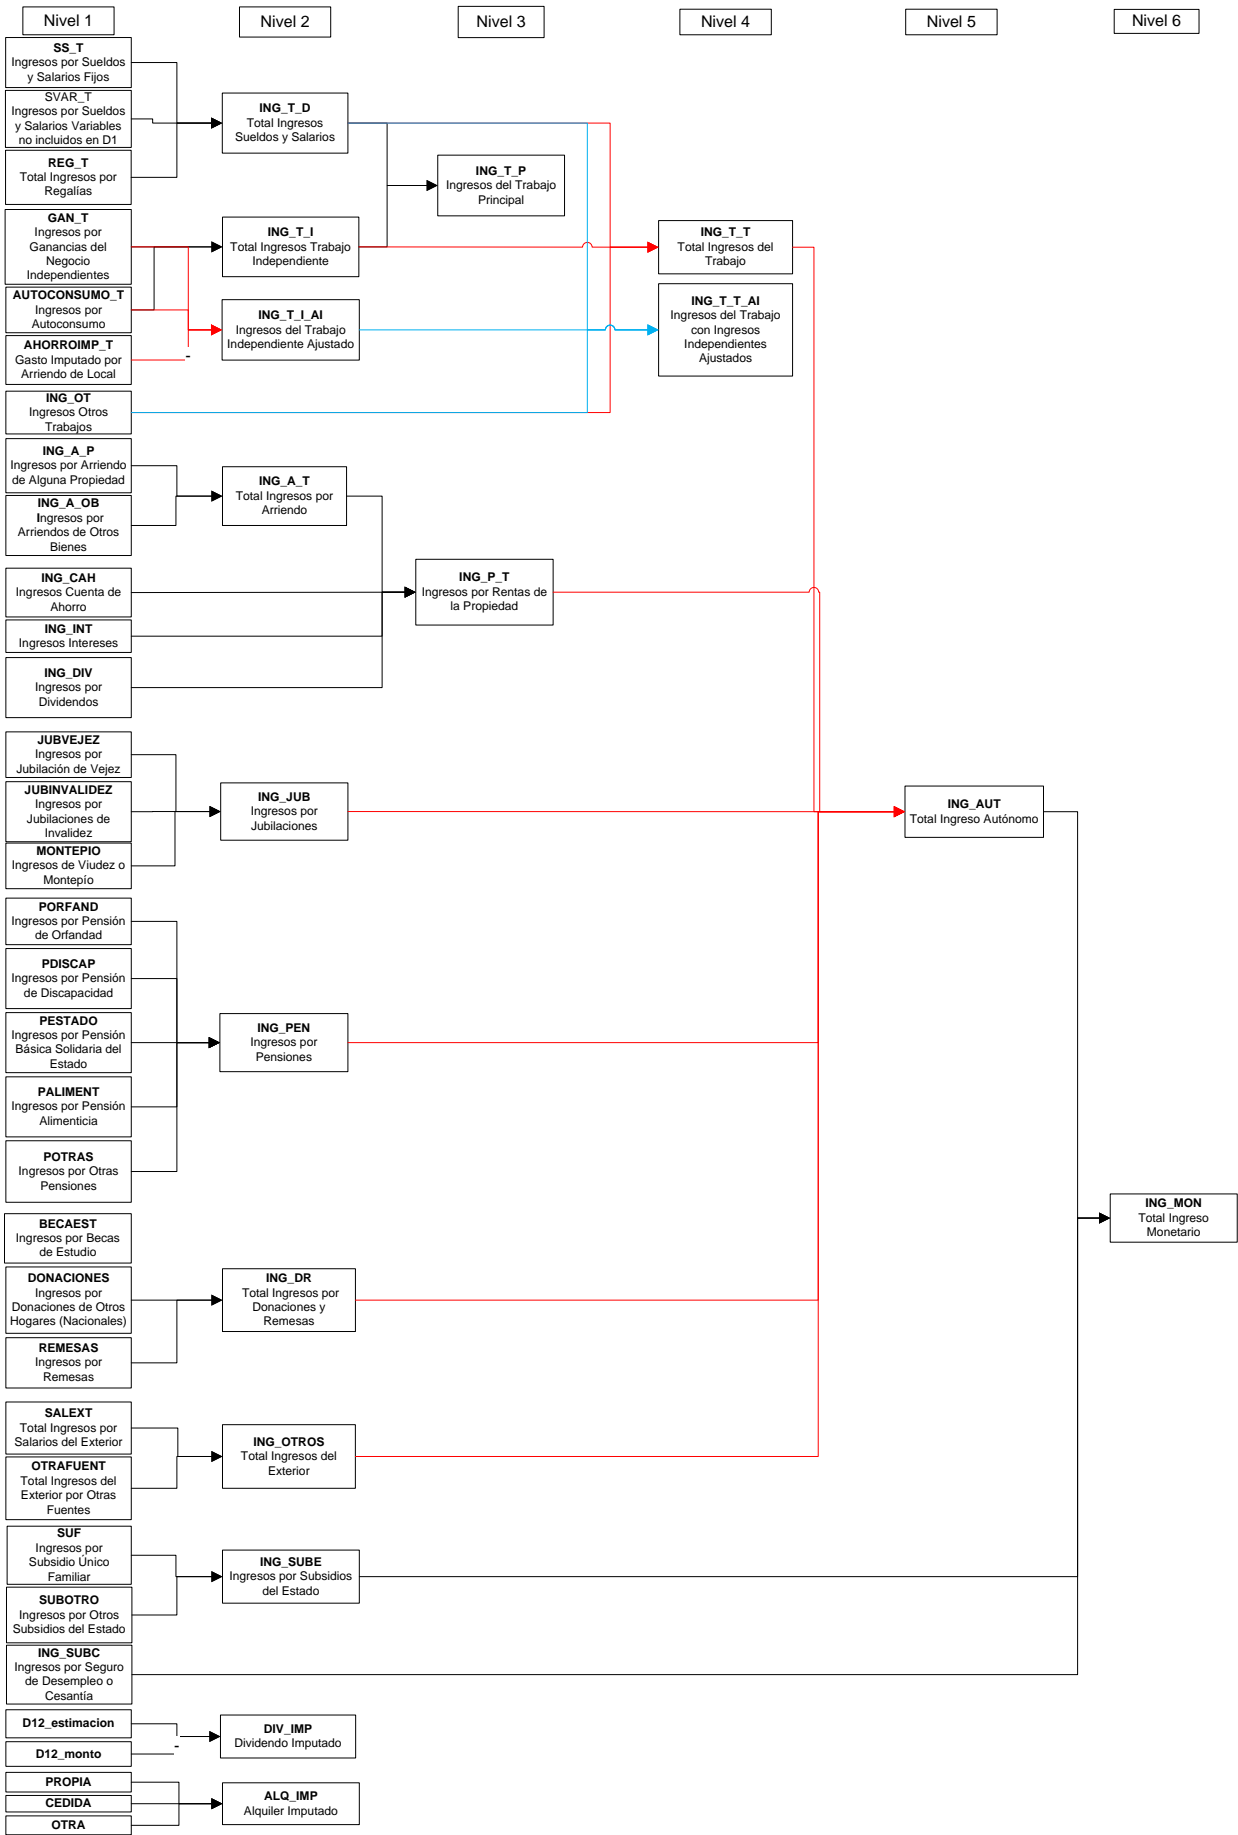 Nivel 1
Nivel 2
Nivel 3
Nivel 4
Nivel 5
Nivel 6
SS_T
Ingresos por Sueldos
y Salarios Fijos
SVAR_T
Ingresos por Sueldos
y Salarios Variables
no incluidos en D1
REG_T
Total Ingresos por
Regalías
GAN_T
Ingresos por
Ganancias del
Negocio
Independientes
AUTOCONSUMO_T
Ingresos por
Autoconsumo
AHORROIMP_T
Gasto Imputado por
Arriendo de Local
-
ING_OT
Ingresos Otros
Trabajos
ING_T_D
Total Ingresos
Sueldos y Salarios
ING_T_I
Total Ingresos Trabajo
Independiente
ING_T_I_AI
Ingresos del Trabajo
Independiente Ajustado
ING_T_P
Ingresos del Trabajo
Principal
ING_T_T
Total Ingresos del
Trabajo
ING_T_T_AI
Ingresos del Trabajo
con Ingresos
Independientes
Ajustados
ING_A_P
Ingresos por Arriendo
de Alguna Propiedad
ING_A_OB
Ingresos por
Arriendos de Otros
Bienes
ING_A_T
Total Ingresos por
Arriendo
ING_CAH
Ingresos Cuenta de
Ahorro
ING_INT
Ingresos Intereses
ING_DIV
Ingresos por
Dividendos
ING_P_T
Ingresos por Rentas de
la Propiedad
JUBVEJEZ
Ingresos por
Jubilación de Vejez
JUBINVALIDEZ
Ingresos por
Jubilaciones de
Invalidez
MONTEPIO
Ingresos de Viudez o
Montepío
ING_JUB
Ingresos por
Jubilaciones
ING_AUT
Total Ingreso Autónomo
PORFAND
Ingresos por Pensión
de Orfandad
PDISCAP
Ingresos por Pensión
de Discapacidad
PESTADO
Ingresos por Pensión
Básica Solidaria del
Estado
PALIMENT
Ingresos por Pensión
Alimenticia
POTRAS
Ingresos por Otras
Pensiones
ING_PEN
Ingresos por
Pensiones
BECAEST
Ingresos por Becas
de Estudio
DONACIONES
Ingresos por
Donaciones de Otros
Hogares (Nacionales)
REMESAS
Ingresos por
Remesas
ING_DR
Total Ingresos por
Donaciones y
Remesas
ING_MON
Total Ingreso
Monetario
SALEXT
Total Ingresos por
Salarios del Exterior
OTRAFUENT
Total Ingresos del
Exterior por Otras
Fuentes
ING_OTROS
Total Ingresos del
Exterior
SUF
Ingresos por
Subsidio Único
Familiar
SUBOTRO
Ingresos por Otros
Subsidios del Estado
ING_SUBE
Ingresos por Subsidios
del Estado
ING_SUBC
Ingresos por Seguro
de Desempleo o
Cesantía
D12_estimacion
D12_monto
-
DIV_IMP
Dividendo Imputado
PROPIA
CEDIDA
OTRA
ALQ_IMP
Alquiler Imputado